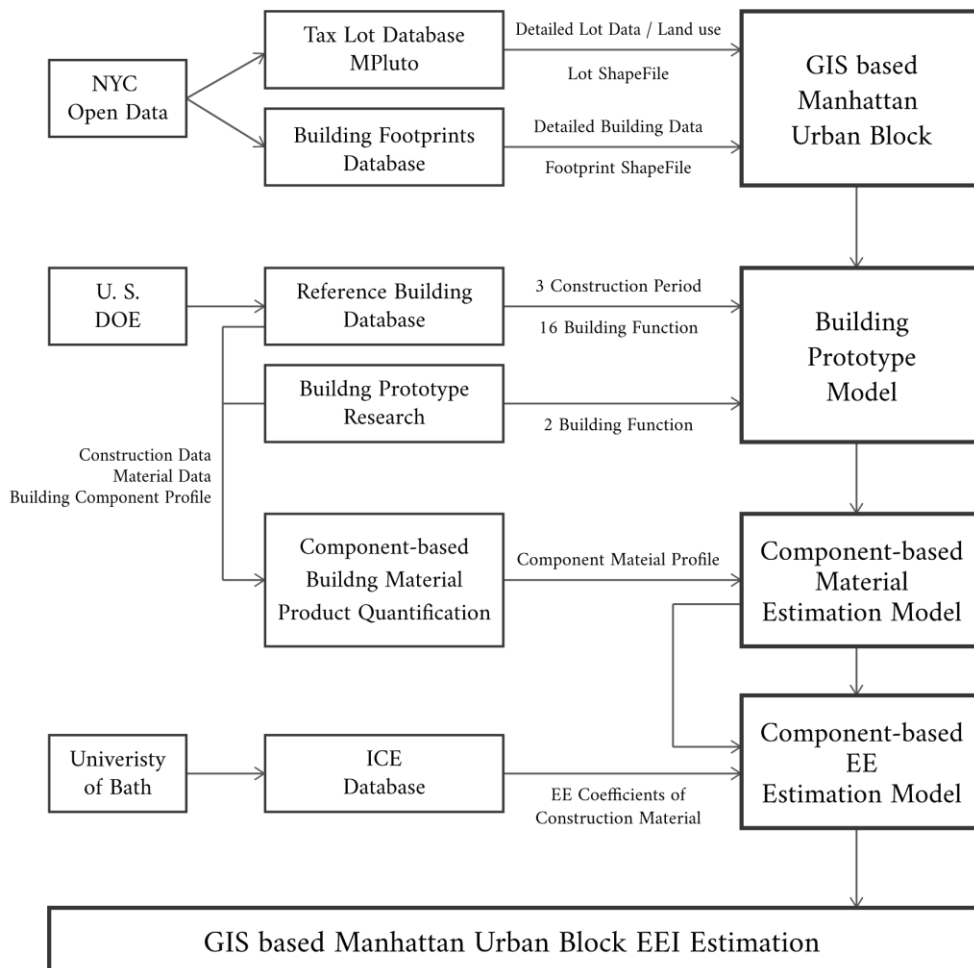 NYC
Open Data
Tax Lot Database
MPluto
Detailed Lot Data / Land use
Lot ShapeFile
Building Footprints
Database
Detailed Building Data
Footprint ShapeFile
GIS based
Manhattan
Urban Block
U. S.
DOE
Reference Building
Database
3 Construction Period
16 Building Function
Buildng Prototype
Research
2 Building Function
Building
Prototype
Model
Construction Data
Material Data
Building Component Profile
Component-based
Buildng Material
Product Quantification
Component Mateial Profile
Component-based
Material
Estimation Model
Univeristy
of Bath
ICE
Database
EE Coefficients of
Construction Material
Component-based
EE
Estimation Model
GIS based Manhattan Urban Block EEI Estimation